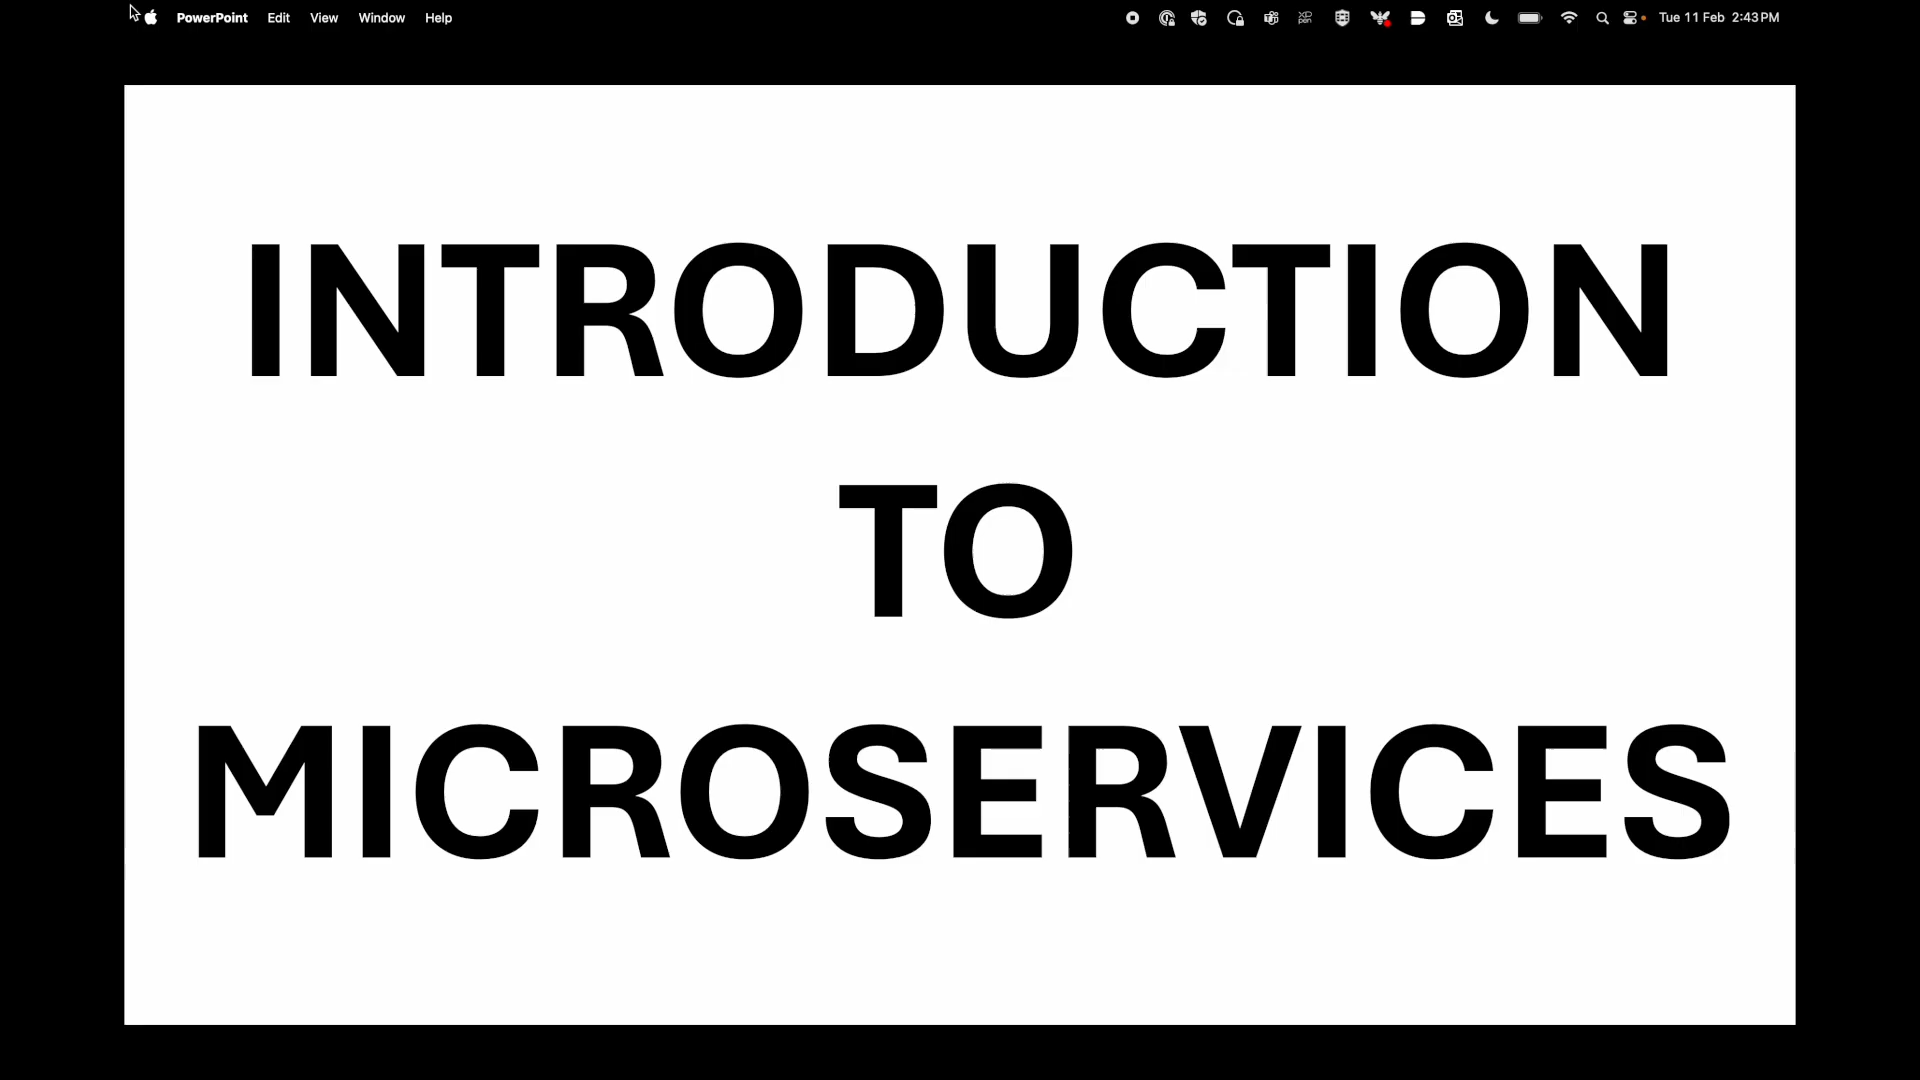 PowerPoint Edit View Window Help Tue 11 Feb 2:43 PM
INTRODUCTION
TO
MICROSERVICES